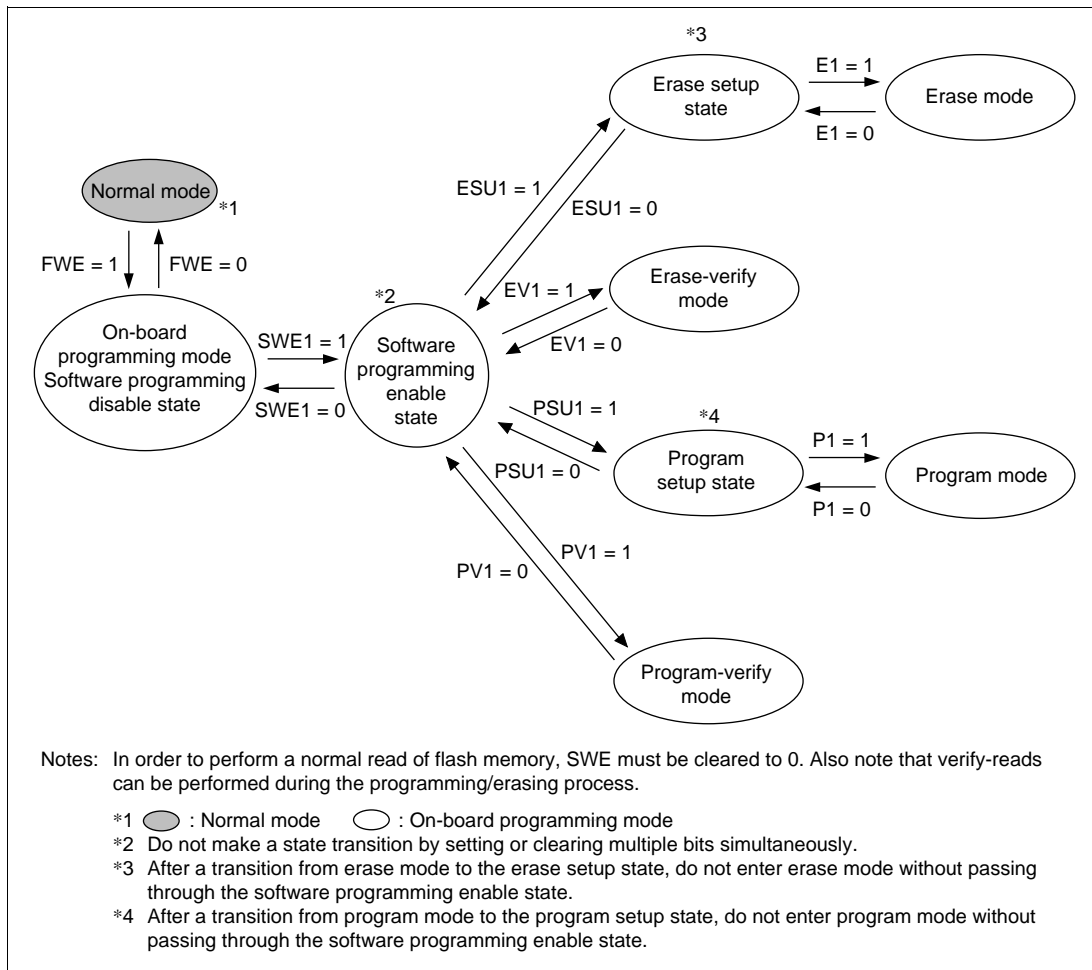 *3
Erase setup
state
E1 = 1
E1 = 0
Erase mode
Normal mode
*1
ESU1 = 1
ESU1 = 0
FWE = 1
FWE = 0
Erase-verify
mode
*2
EV1 = 1
EV1 = 0
On-board
programming mode
Software programming
disable state
SWE1 = 1
SWE1 = 0
Software
programming
enable
state
PSU1 = 1
PSU1 = 0
*4
Program
setup state
P1 = 1
P1 = 0
Program mode
PV1 = 1
PV1 = 0
Program-verify
mode
Notes: In order to perform a normal read of flash memory, SWE must be cleared to 0. Also note that verify-reads
can be performed during the programming/erasing process.
*1 : Normal mode : On-board programming mode
*2 Do not make a state transition by setting or clearing multiple bits simultaneously.
*3 After a transition from erase mode to the erase setup state, do not enter erase mode without passing
through the software programming enable state.
*4 After a transition from program mode to the program setup state, do not enter program mode without
passing through the software programming enable state.